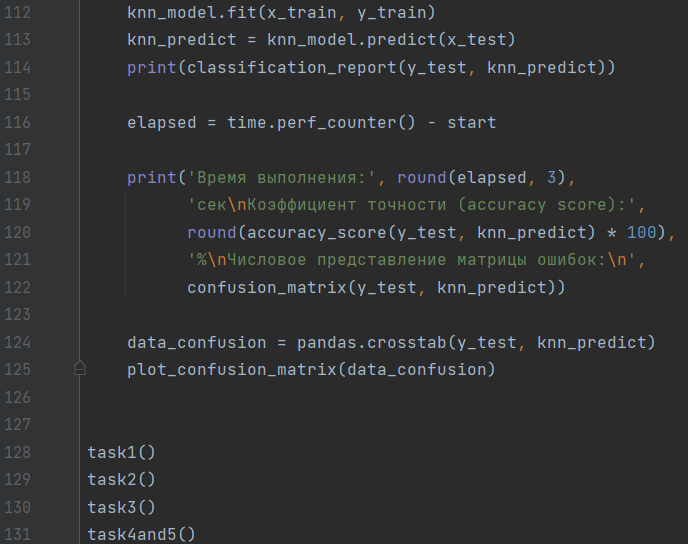 112 knn_model.fit(x_train, y_train)
113 knn_predict = knn_model.predict(x_test)
114 print(classification_report(y_test, knn_predict))
115
116 elapsed = time.perf_counter() - start
117
118 print('Время выполнения:', round(elapsed, 3),
119 'сек\nКоэффициент точности (accuracy score):',
120 round(accuracy_score(y_test, knn_predict) * 100),
121 '%\nЧисловое представление матрицы ошибок:\n',
122 confusion_matrix(y_test, knn_predict))
123
124 data_confusion = pandas.crosstab(y_test, knn_predict)
125 plot_confusion_matrix(data_confusion)
126
127
128 task1()
129 task2()
130 task3()
131 task4and5()